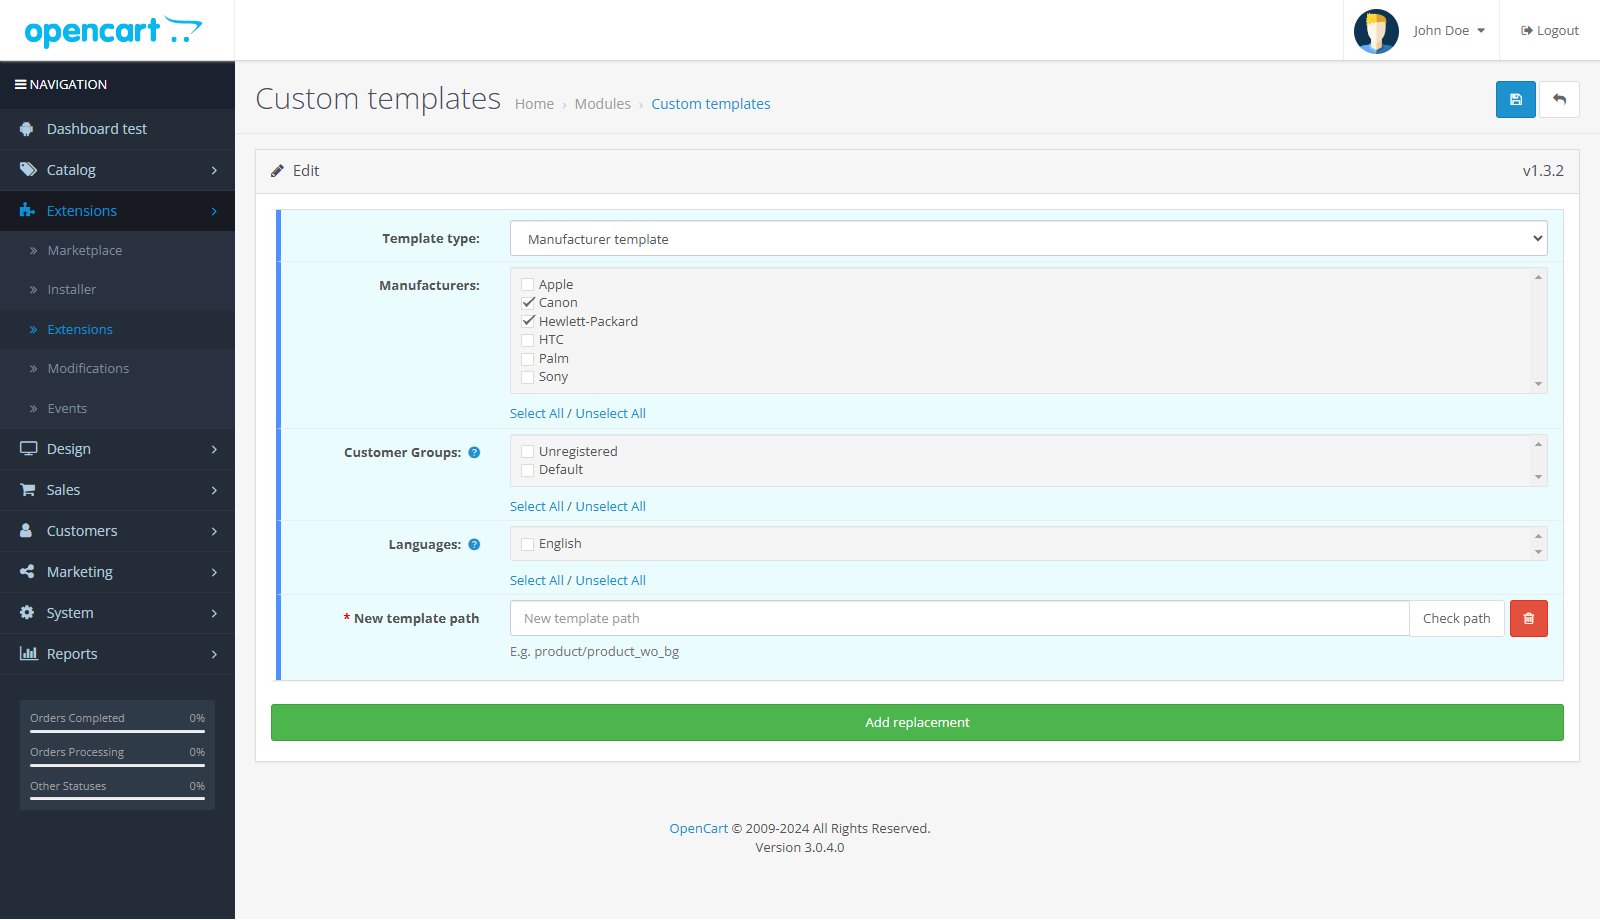 opencart
John Doe
Logout
NAVIGATION
Dashboard test
Catalog
Extensions
Marketplace
Installer
Extensions
Modifications
Events
Design
Sales
Customers
Marketing
System
Reports
Orders Completed 0%
Orders Processing 0%
Other Statuses 0%
Custom templates
Home › Modules › Custom templates
Edit
v1.3.2
Template type:
Manufacturer template
Manufacturers:
Apple
Canon
Hewlett-Packard
HTC
Palm
Sony
Select All / Unselect All
Customer Groups: ?
Unregistered
Default
Select All / Unselect All
Languages: ?
English
Select All / Unselect All
* New template path
New template path
Check path
E.g. product/product_wo_bg
Add replacement
OpenCart © 2009-2024 All Rights Reserved.
Version 3.0.4.0